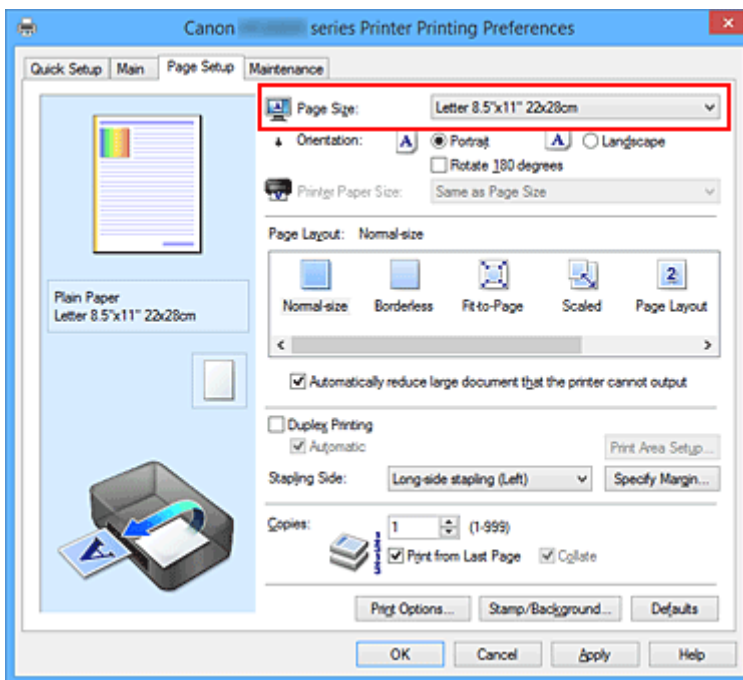 Canon series Printer Printing Preferences
Quick Setup Main Page Setup Maintenance
Page Size: Letter 8.5"x11" 22x28cm
Orientation: A Portrait A Landscape
Rotate 180 degrees
Printer Paper Size: Same as Page Size
Page Layout: Normal-size
2
Normal-size Borderless Fit-to-Page Scaled Page Layout
Plain Paper
Letter 8.5"x11" 22x28cm
Automatically reduce large document that the printer cannot output
Duplex Printing
Automatic Print Area Setup...
Stapling Side: Long-side stapling (Left) Specify Margin...
Copies: 1 (1-999)
Print from Last Page Collate
A
Print Options... Stamp/Background... Defaults
OK Cancel Apply Help